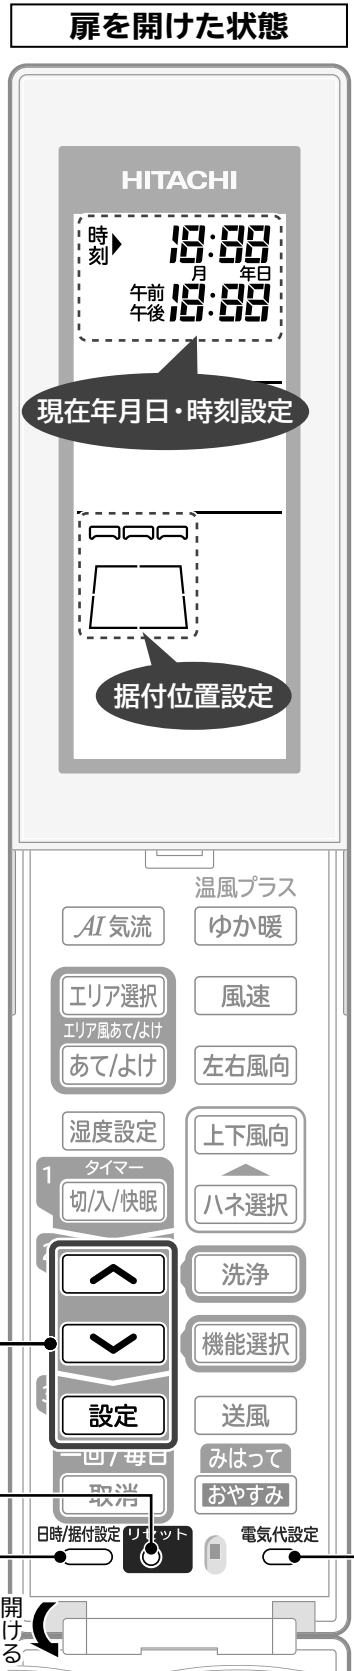 扉を開けた状態
HITACHI
時刻
18:88
月 年日
午前
午後
18:88
現在年月日・時刻設定
据付位置設定
温風プラス
AI 気流
ゆか暖
エリア選択
風速
エリア風あて/よけ
あて/よけ
左右風向
湿度設定
上下風向
1
タイマー
切/入/快眠
ハネ選択
洗浄
機能選択
設定
送風
一回/毎日
みはって
取消
おやすみ
日時/据付設定
リセット
電気代設定
開ける